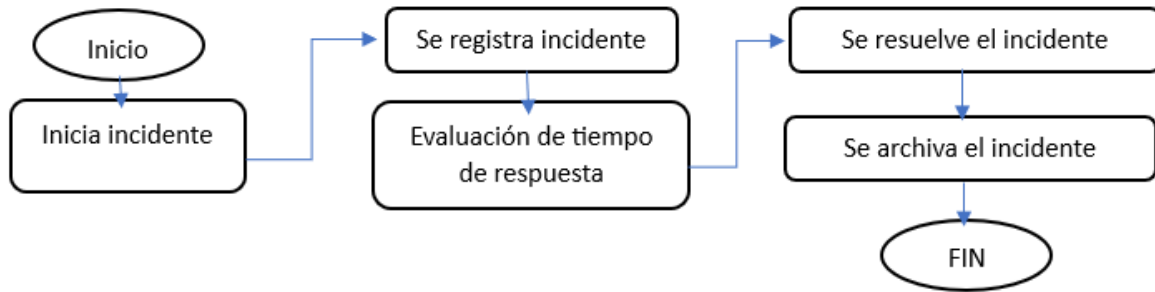 Inicio
Inicia incidente
Se registra incidente
Evaluación de tiempo
de respuesta
Se resuelve el incidente
Se archiva el incidente
FIN